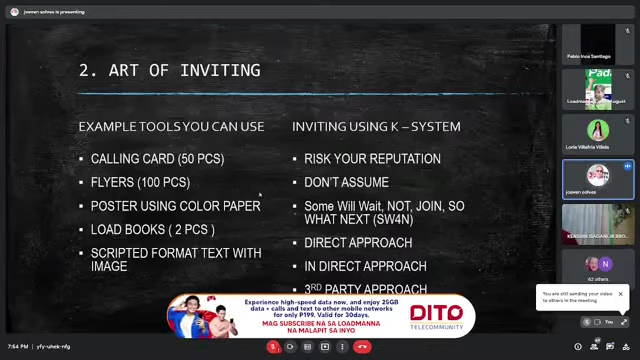 joeven solves is presenting
2. ART OF INVITING
EXAMPLE TOOLS YOU CAN USE
CALLING CARD (50 PCS)
FLYERS (100 PCS)
POSTER USING COLOR PAPER
LOAD BOOKS ( 2 PCS )
SCRIPTED FORMAT TEXT WITH
IMAGE
INVITING USING K – SYSTEM
RISK YOUR REPUTATION
DON'T ASSUME
Some Will Wait, NOT, JOIN, SO
WHAT NEXT (SW4N)
DIRECT APPROACH
IN DIRECT APPROACH
3RD PARTY APPROACH
Experience high-speed data now, and enjoy 25GB
data + calls and text to other mobile networks
for only P199. Valid for 30days.
MAG SUBSCRIBE NA SA LOADMANNA
NA MALAPIT SA INYO
DITO
TELECOMMUNITY
Pablo Inos Santiago
August
Loria Villafria Villela
joeven solves
N
62 others
You are still sending your video
to others in the meeting
You
7:54 PM | yfy-uhek-nfg